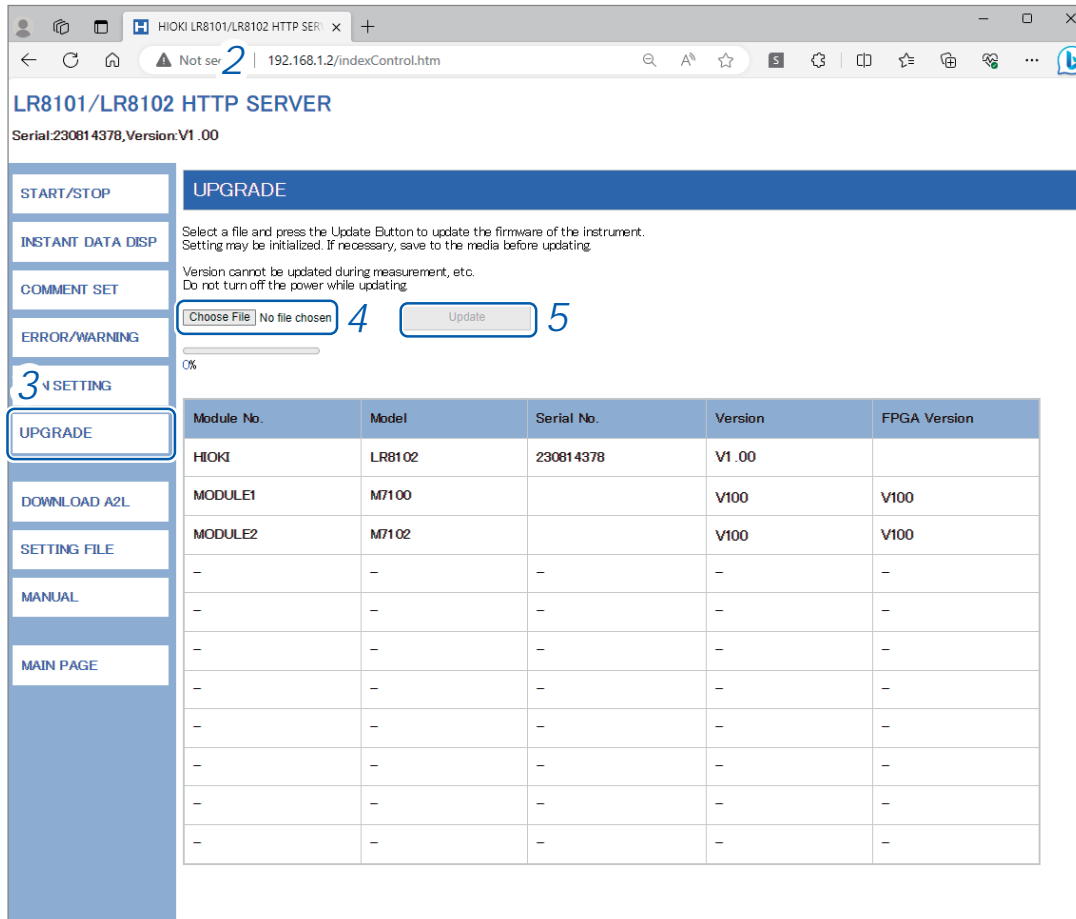 HIOKI LR8101/LR8102 HTTP SER
Not sec 2 192.168.1.2/indexControl.htm
LR8101/LR8102 HTTP SERVER
Serial:230814378,Version:V1.00
START/STOP
INSTANT DATA DISP
COMMENT SET
ERROR/WARNING
3 SETTING
UPGRADE
DOWNLOAD A2L
SETTING FILE
MANUAL
MAIN PAGE
UPGRADE
Select a file and press the Update Button to update the firmware of the instrument.
Setting may be initialized. If necessary, save to the media before updating.
Version cannot be updated during measurement, etc.
Do not turn off the power while updating.
Choose File No file chosen 4 Update 5
0%
Module No. Model Serial No. Version FPGA Version
HIOKI LR8102 230814378 V1.00
MODULE1 M7100 V100 V100
MODULE2 M7102 V100 V100
– – – – –
– – – – –
– – – – –
– – – – –
– – – – –
– – – – –
– – – – –
– – – – –